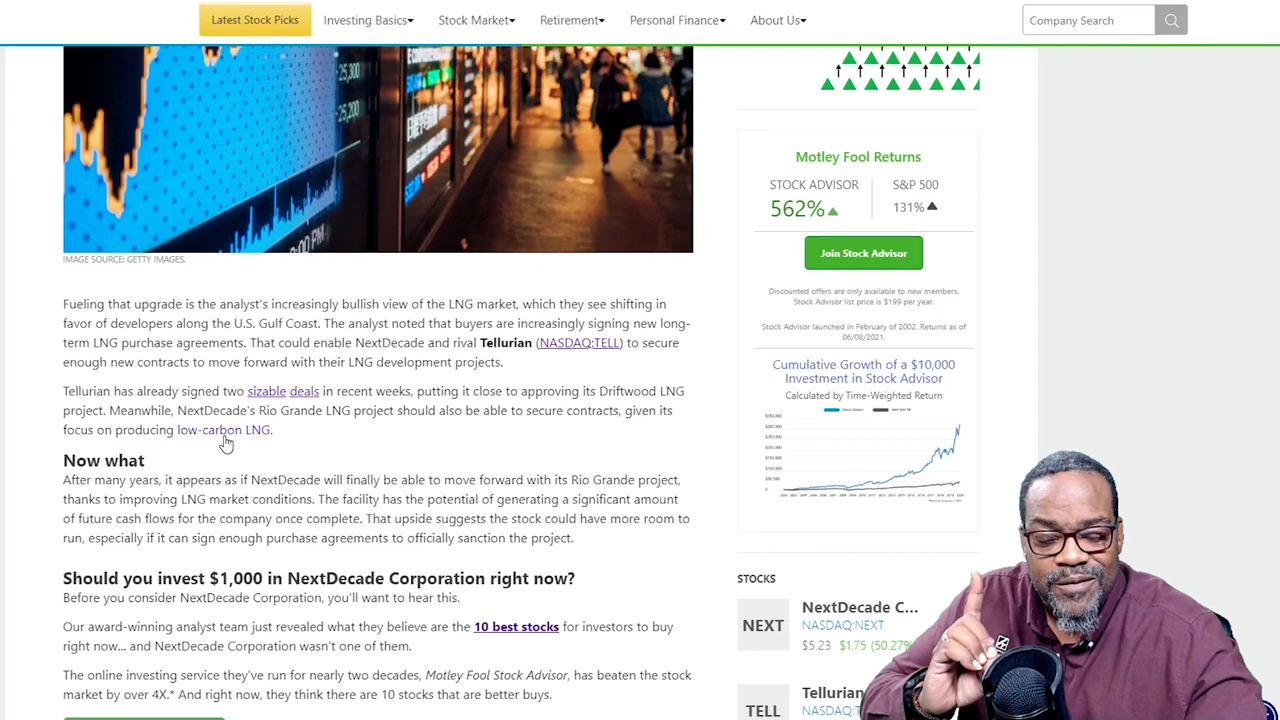 Latest Stock Picks
Investing Basics
Stock Market
Retirement
Personal Finance
About Us
Company Search
25,300
25,200
IMAGE SOURCE: GETTY IMAGES.
Fueling that upgrade is the analyst's increasingly bullish view of the LNG market, which they see shifting in
favor of developers along the U.S. Gulf Coast. The analyst noted that buyers are increasingly signing new long-
term LNG purchase agreements. That could enable NextDecade and rival Tellurian (NASDAQ:TELL) to secure
enough new contracts to move forward with their LNG development projects.
Tellurian has already signed two sizable deals in recent weeks, putting it close to approving its Driftwood LNG
project. Meanwhile, NextDecade's Rio Grande LNG project should also be able to secure contracts, given its
focus on producing low-carbon LNG.
Now what
After many years, it appears as if NextDecade will finally be able to move forward with its Rio Grande project,
thanks to improving LNG market conditions. The facility has the potential of generating a significant amount
of future cash flows for the company once complete. That upside suggests the stock could have more room to
run, especially if it can sign enough purchase agreements to officially sanction the project.
Should you invest $1,000 in NextDecade Corporation right now?
Before you consider NextDecade Corporation, you'll want to hear this.
Our award-winning analyst team just revealed what they believe are the 10 best stocks for investors to buy
right now... and NextDecade Corporation wasn't one of them.
The online investing service they've run for nearly two decades, Motley Fool Stock Advisor, has beaten the stock
market by over 4X.* And right now, they think there are 10 stocks that are better buys.
Motley Fool Returns
STOCK ADVISOR
S&P 500
562%
131%
Join Stock Advisor
Discounted offers are only available to new members.
Stock Advisor list price is $199 per year.
Stock Advisor launched in February of 2002. Returns as of
06/08/2021.
Cumulative Growth of a $10,000
Investment in Stock Advisor
Calculated by Time-Weighted Return
STOCKS
NEXT
NextDecade C...
NASDAQ:NEXT
$5.23 $1.75 (50.27%
TELL
Tellurian
NASDAQ:T